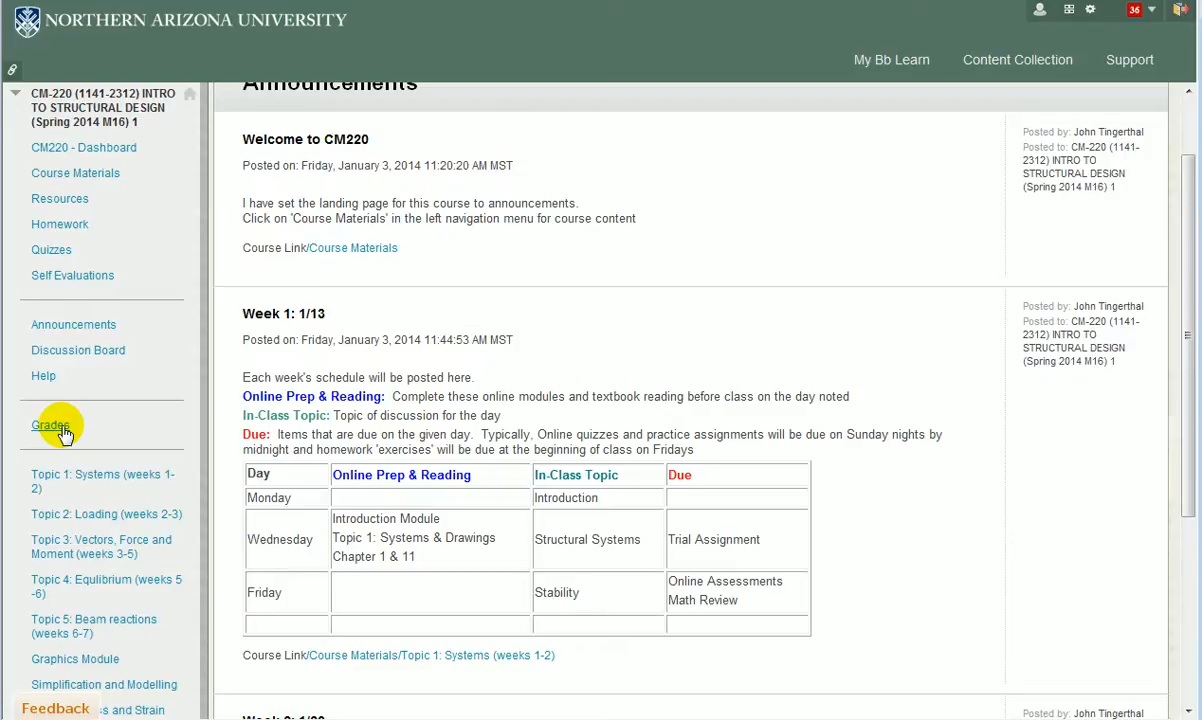 NORTHERN ARIZONA UNIVERSITY
36
My Bb Learn
Content Collection
Support
CM-220 (1141-2312) INTRO
TO STRUCTURAL DESIGN
(Spring 2014 M16) 1
CM220 - Dashboard
Course Materials
Resources
Homework
Quizzes
Self Evaluations
Announcements
Discussion Board
Help
Grades
Topic 1: Systems (weeks 1-
2)
Topic 2: Loading (weeks 2-3)
Topic 3: Vectors, Force and
Moment (weeks 3-5)
Topic 4: Equlibrium (weeks 5
-6)
Topic 5: Beam reactions
(weeks 6-7)
Graphics Module
Simplification and Modelling
ss and Strain
Feedback
Announcements
Welcome to CM220
Posted on: Friday, January 3, 2014 11:20:20 AM MST
I have set the landing page for this course to announcements.
Click on 'Course Materials' in the left navigation menu for course content
Course Link/Course Materials
Posted by: John Tingerthal
Posted to: CM-220 (1141-
2312) INTRO TO
STRUCTURAL DESIGN
(Spring 2014 M16) 1
Week 1: 1/13
Posted on: Friday, January 3, 2014 11:44:53 AM MST
Each week's schedule will be posted here.
Online Prep & Reading: Complete these online modules and textbook reading before class on the day noted
In-Class Topic: Topic of discussion for the day
Due: Items that are due on the given day. Typically, Online quizzes and practice assignments will be due on Sunday nights by
midnight and homework 'exercises' will be due at the beginning of class on Fridays
Day Online Prep & Reading In-Class Topic Due
Monday Introduction
Wednesday
Introduction Module
Topic 1: Systems & Drawings
Chapter 1 & 11
Structural Systems
Trial Assignment
Friday
Stability
Online Assessments
Math Review
Course Link/Course Materials/Topic 1: Systems (weeks 1-2)
Posted by: John Tingerthal
Posted to: CM-220 (1141-
2312) INTRO TO
STRUCTURAL DESIGN
(Spring 2014 M16) 1
Posted by: John Tingerthal